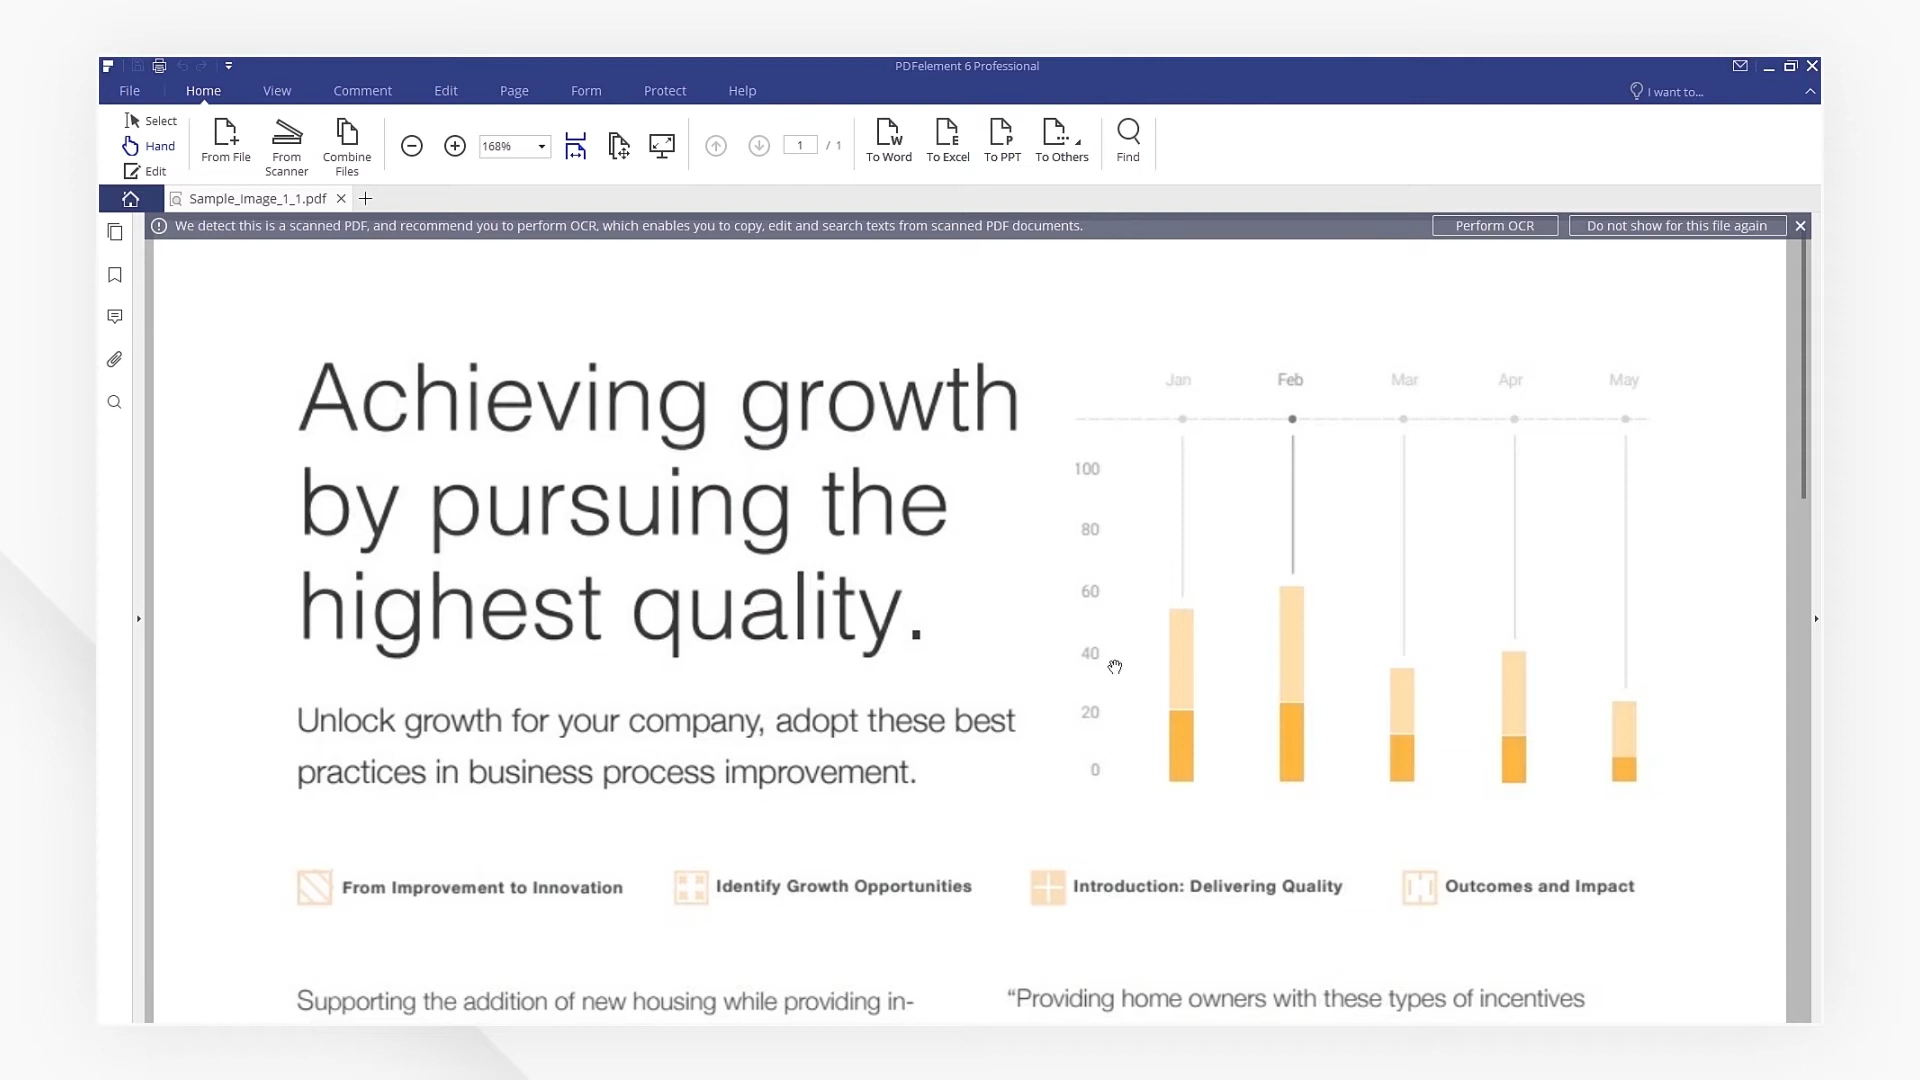 PDFelement 6 Professional
File Home View Comment Edit Page Form Protect Help I want to...
Select
Hand
Edit
From File
From Scanner
Combine Files
168%
1 / 1
To Word
To Excel
To PPT
To Others
Find
Sample_Image_1_1.pdf
We detect this is a scanned PDF, and recommend you to perform OCR, which enables you to copy, edit and search texts from scanned PDF documents.
Perform OCR
Do not show for this file again
Achieving growth
by pursuing the
highest quality.
Unlock growth for your company, adopt these best
practices in business process improvement.
Jan Feb Mar Apr May
100
80
60
40
20
0
From Improvement to Innovation
Identify Growth Opportunities
Introduction: Delivering Quality
Outcomes and Impact
Supporting the addition of new housing while providing in-
“Providing home owners with these types of incentives